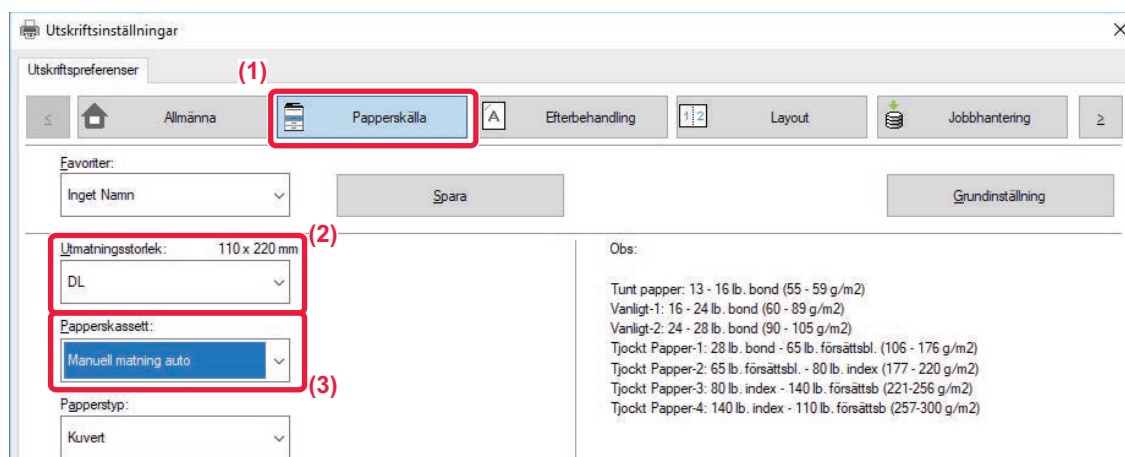 Utskriftsinställningar
Utskriftspreferenser
(1)
≤ Allmänna Papperskälla A Efterbehandling 1 2 Layout Jobbhantering ≥
Favoriter:
Inget Namn Spara Grundinställning
Utmatningsstorlek: 110 x 220 mm (2)
DL
Papperskassett:
Manuell matning auto
(3)
Papperstyp:
Kuvert
Obs:
Tunt papper: 13 - 16 lb. bond (55 - 59 g/m2)
Vanligt-1: 16 - 24 lb. bond (60 - 89 g/m2)
Vanligt-2: 24 - 28 lb. bond (90 - 105 g/m2)
Tjockt Papper-1: 28 lb. bond - 65 lb. försättsbl. (106 - 176 g/m2)
Tjockt Papper-2: 65 lb. försättsbl. - 80 lb. index (177 - 220 g/m2)
Tjockt Papper-3: 80 lb. index - 140 lb. försättsb (221-256 g/m2)
Tjockt Papper-4: 140 lb. index - 110 lb. försättsb (257-300 g/m2)